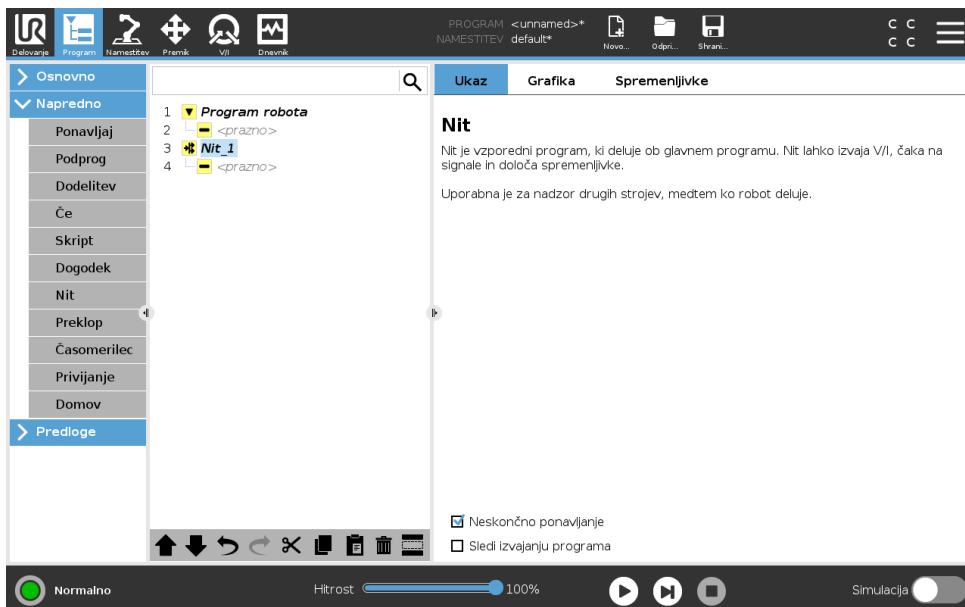 PROGRAM <unnamed>*
NAMESTITEV default*
C C
C C
Delovanje Program Namestitev Premik V/I Dnevnik Novo... Odpri... Shrani...
Osnovno
Napredno
Ponavljaj
Podprog
Dodelitev
Če
Skript
Dogodek
Nit
Preklop
Časomerilec
Privijanje
Domov
Predloge
1 Program robota
2 <prazno>
3 Nit_1
4 <prazno>
Ukaz Grafika Spremenljivke
Nit
Nit je vzporedni program, ki deluje ob glavnem programu. Nit lahko izvaja V/I, čaka na
signale in določa spremenljivke.
Uporabna je za nadzor drugih strojev, medtem ko robot deluje.
Neskončno ponavljanje
Sledi izvajanju programa
Normalno Hitrost 100% Simulacija